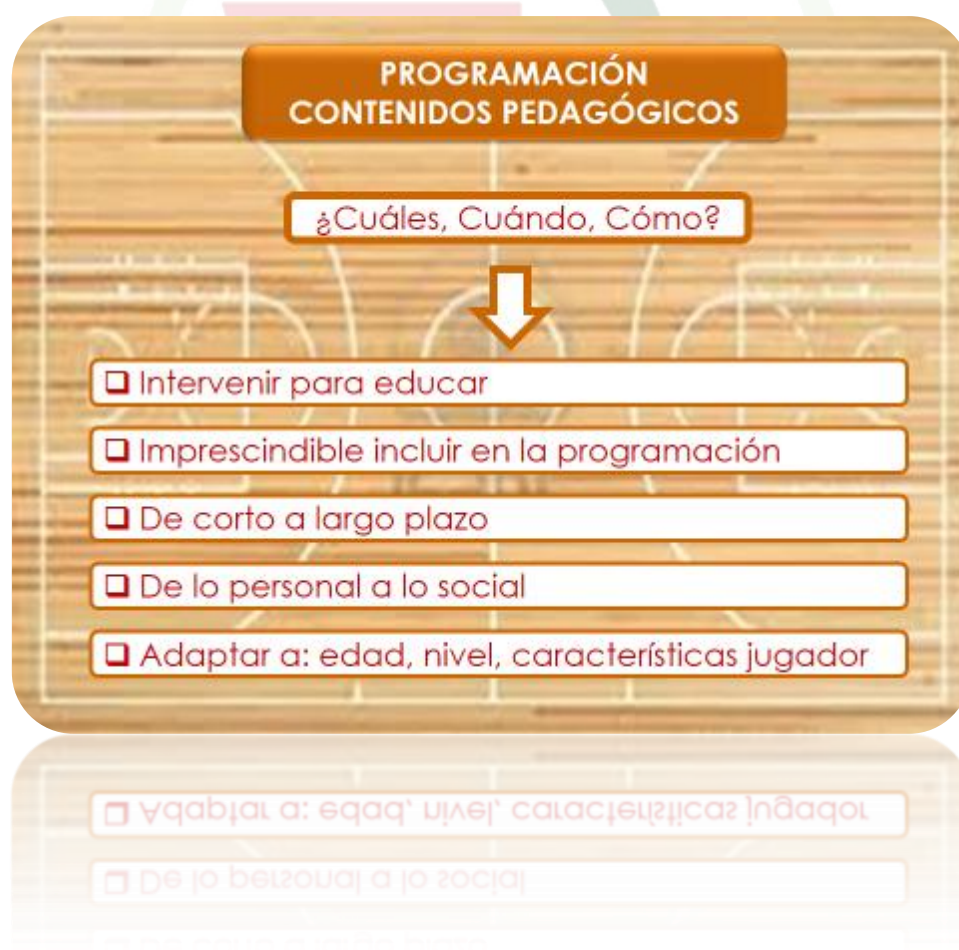 PROGRAMACIÓN
CONTENIDOS PEDAGÓGICOS
¿Cuáles, Cuándo, Cómo?
Intervenir para educar
Imprescindible incluir en la programación
De corto a largo plazo
De lo personal a lo social
Adaptar a: edad, nivel, características jugador